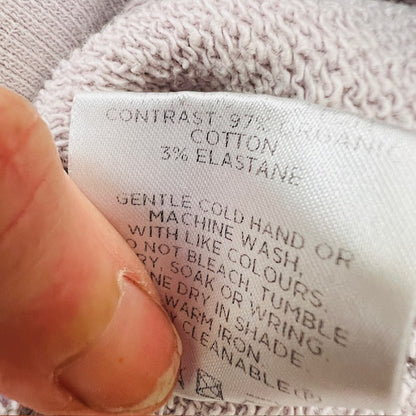 CONTRAST: 97% ORGANIC
COTTON
3% ELASTANE
GENTLE COLD HAND OR
MACHINE WASH,
WITH LIKE COLOURS.
DO NOT BLEACH,
SOAK, TUMBLE
DRY OR WRING.
WARM IRON. IN SHADE.
CLEANABLE (P)